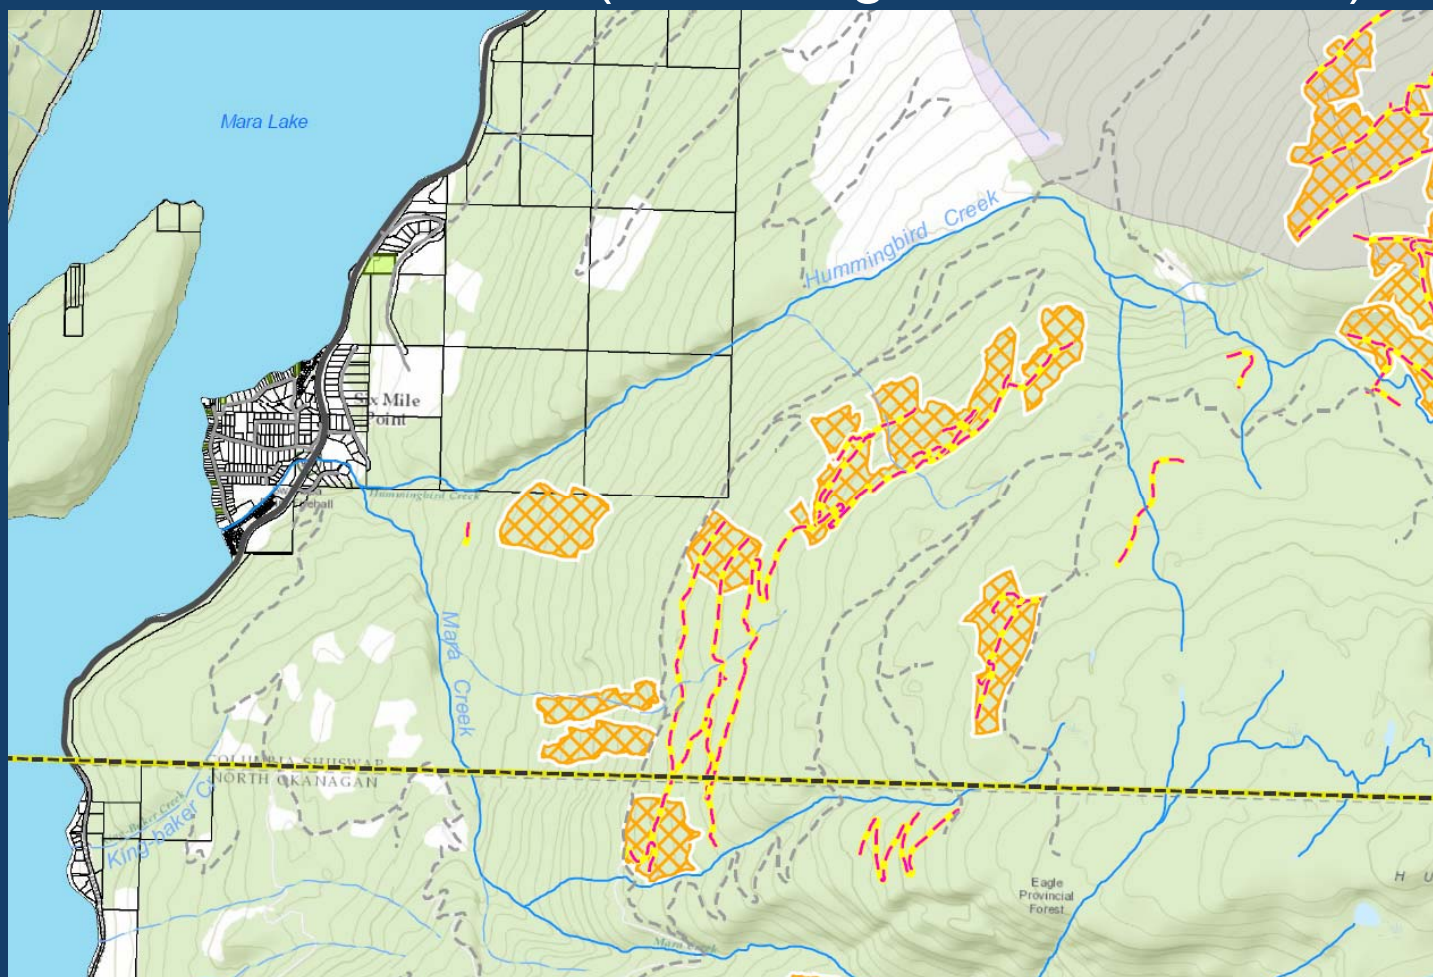 Mara Lake
Hummingbird Creek
Six Mile
Point
Hummingbird Creek
Mara Creek
COLUMBIA-SHUSWAP
NORTH OKANAGAN
King-baker Cr
Eagle
Provincial
Forest
H U
Mara Creek